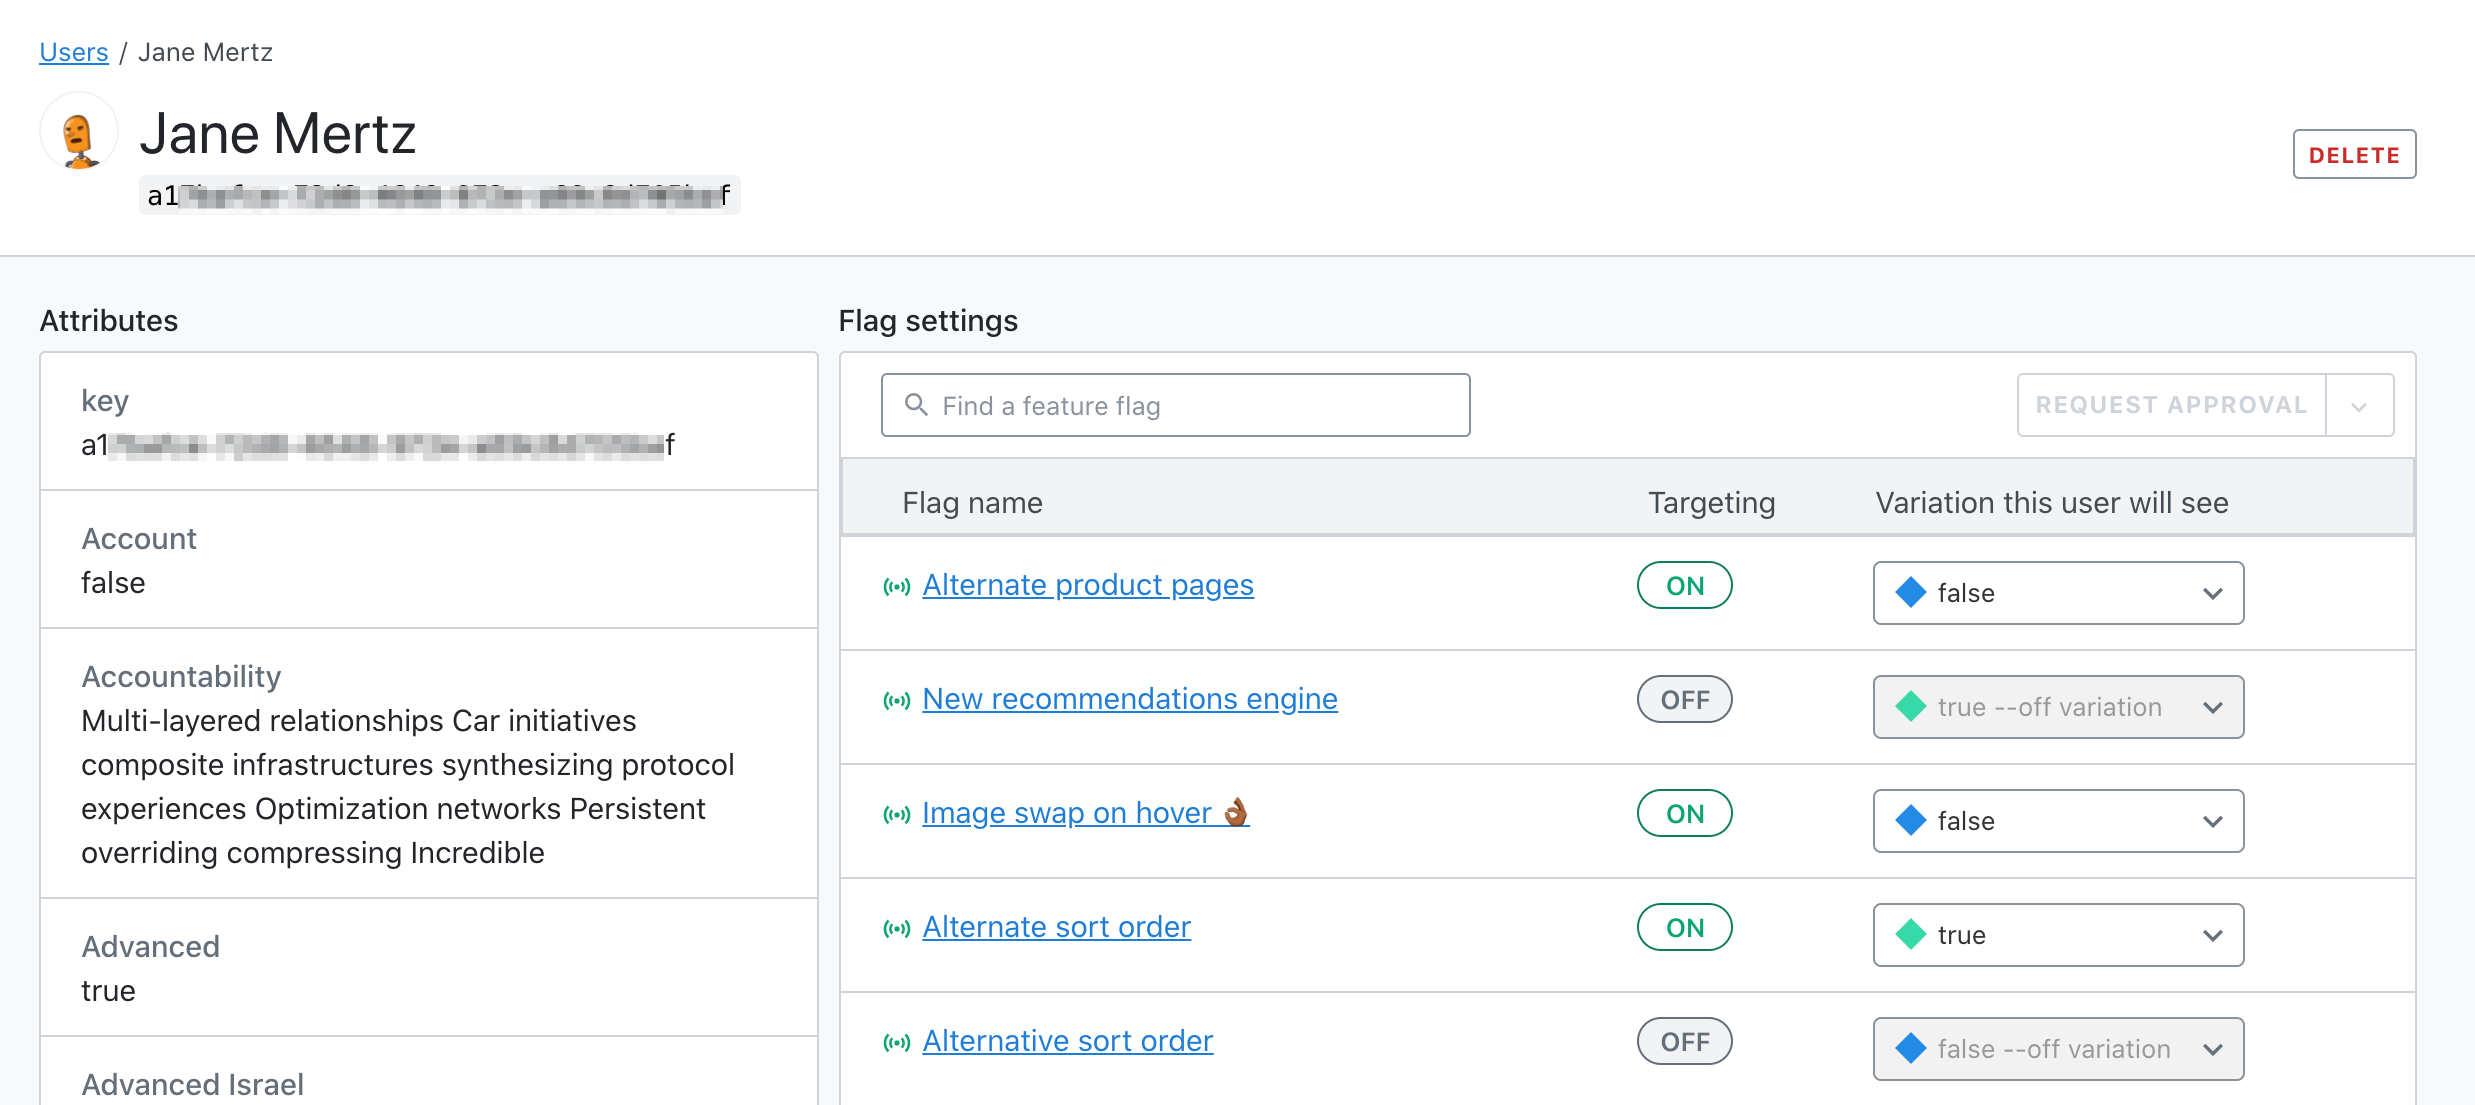 Users / Jane Mertz
Jane Mertz
DELETE
Attributes
key
Account
false
Accountability
Multi-layered relationships Car initiatives
composite infrastructures synthesizing protocol
experiences Optimization networks Persistent
overriding compressing Incredible
Advanced
true
Advanced Israel
Flag settings
Find a feature flag
REQUEST APPROVAL
Flag name Targeting Variation this user will see
Alternate product pages ON false
New recommendations engine OFF true --off variation
Image swap on hover 👌🏾 ON false
Alternate sort order ON true
Alternative sort order OFF false --off variation